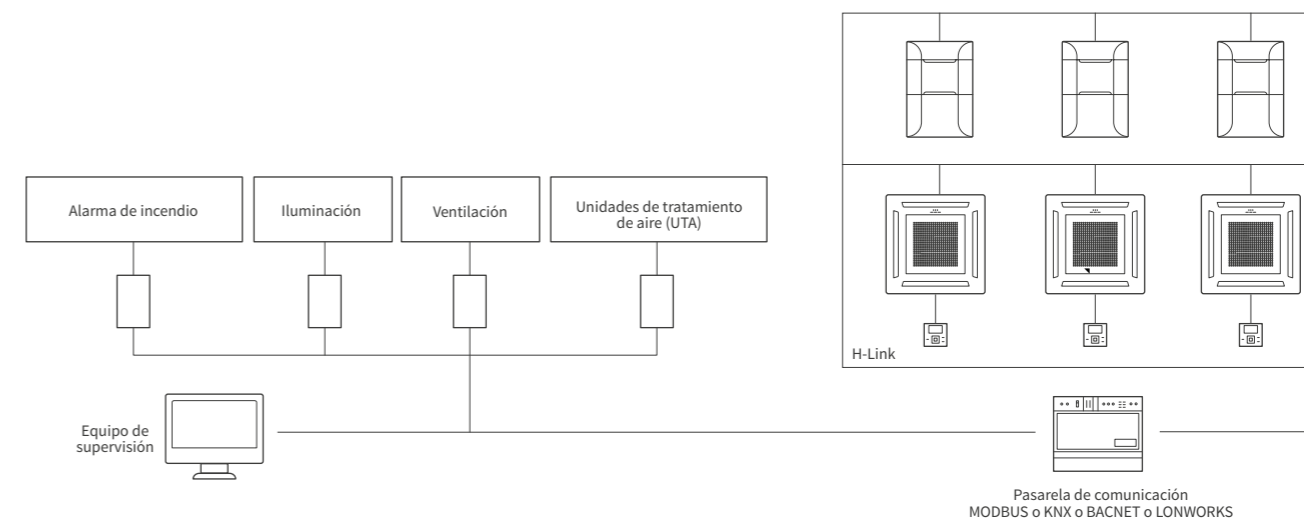 Alarma de incendio
Iluminación
Ventilación
Unidades de tratamiento
de aire (UTA)
H-Link
Equipo de
supervisión
Pasarela de comunicación
MODBUS o KNX o BACNET o LONWORKS